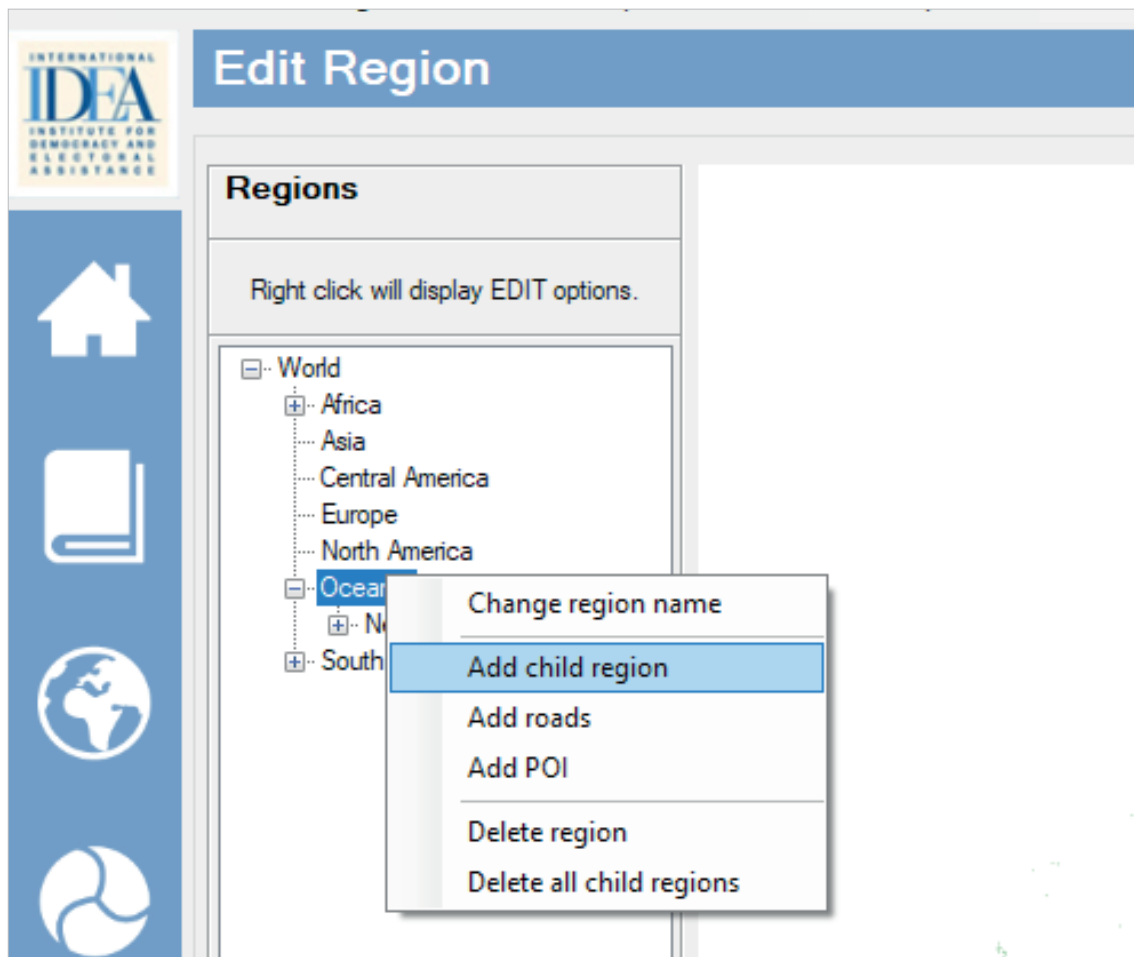 INTERNATIONAL
IDEA
INSTITUTE FOR
DEMOCRACY AND
ELECTORAL
ASSISTANCE
Edit Region
Regions
Right click will display EDIT options.
World
Africa
Asia
Central America
Europe
North America
South
Change region name
Add child region
Add roads
Add POI
Delete region
Delete all child regions